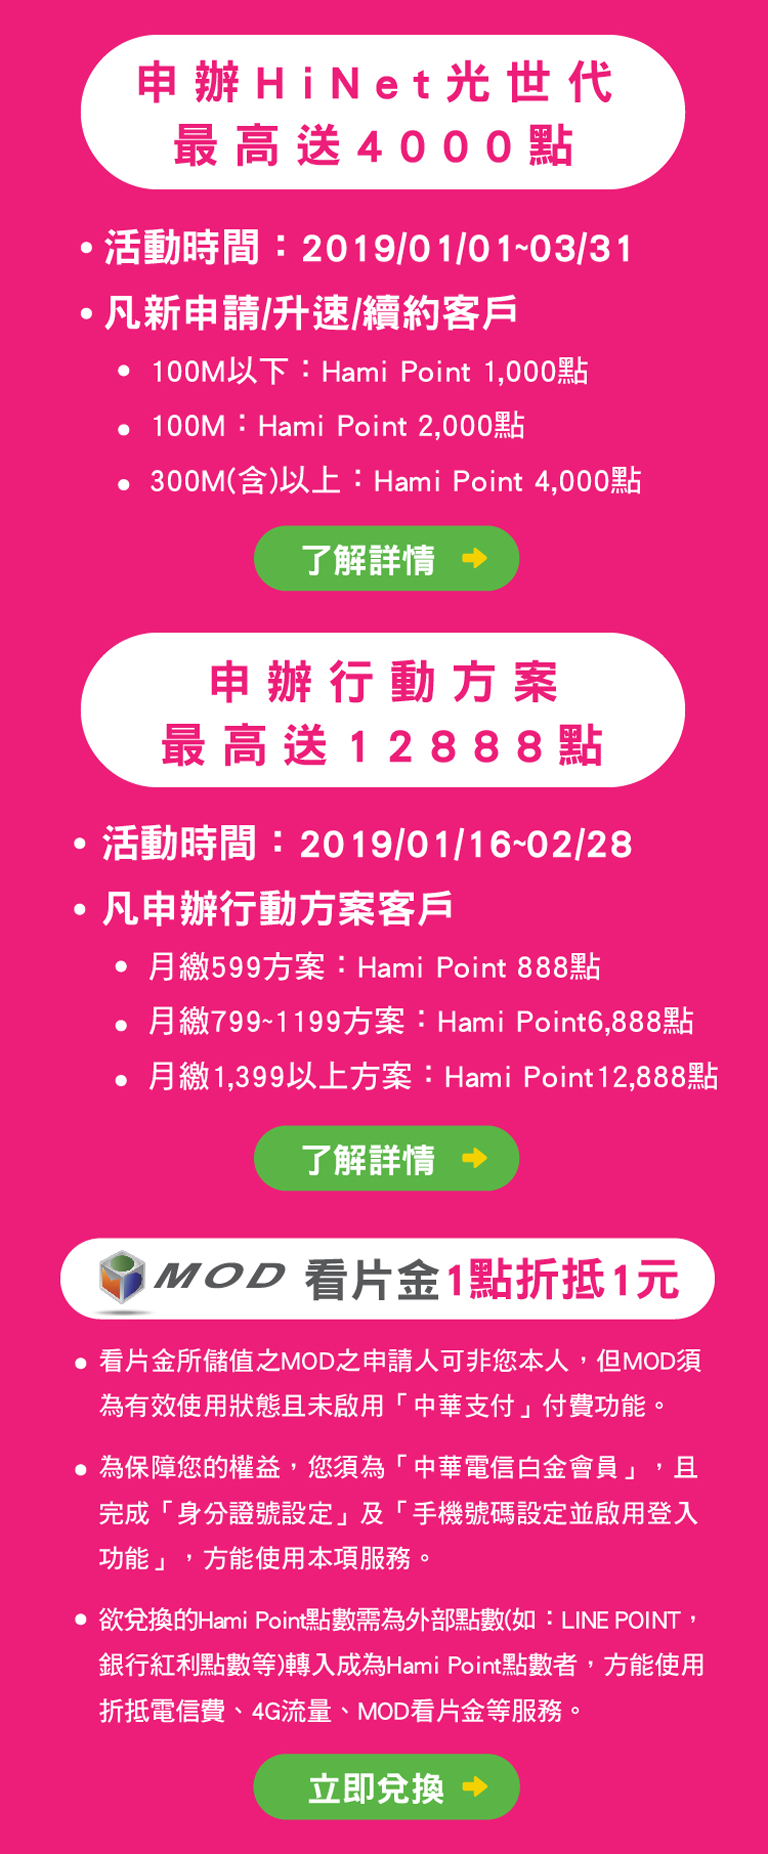 申辦HiNet光世代
最高送4000點
• 活動時間：2019/01/01~03/31
• 凡新申請/升速/續約客戶
• 100M以下：Hami Point 1,000點
• 100M：Hami Point 2,000點
• 300M(含)以上：Hami Point 4,000點
了解詳情
申辦行動方案
最高送12888點
• 活動時間：2019/01/16~02/28
• 凡申辦行動方案客戶
• 月繳599方案：Hami Point 888點
• 月繳799~1199方案：Hami Point6,888點
• 月繳1,399以上方案：Hami Point12,888點
了解詳情
MOD 看片金1點折抵1元
• 看片金所儲值之MOD之申請人可非您本人，但MOD須
為有效使用狀態且未啟用「中華支付」付費功能。
• 為保障您的權益，您須為「中華電信白金會員」，且
完成「身分證號設定」及「手機號碼設定並啟用登入
功能」，方能使用本項服務。
• 欲兌換的Hami Point點數需為外部點數(如：LINE POINT，
銀行紅利點數等)轉入成為Hami Point點數者，方能使用
折抵電信費、4G流量、MOD看片金等服務。
立即兌換